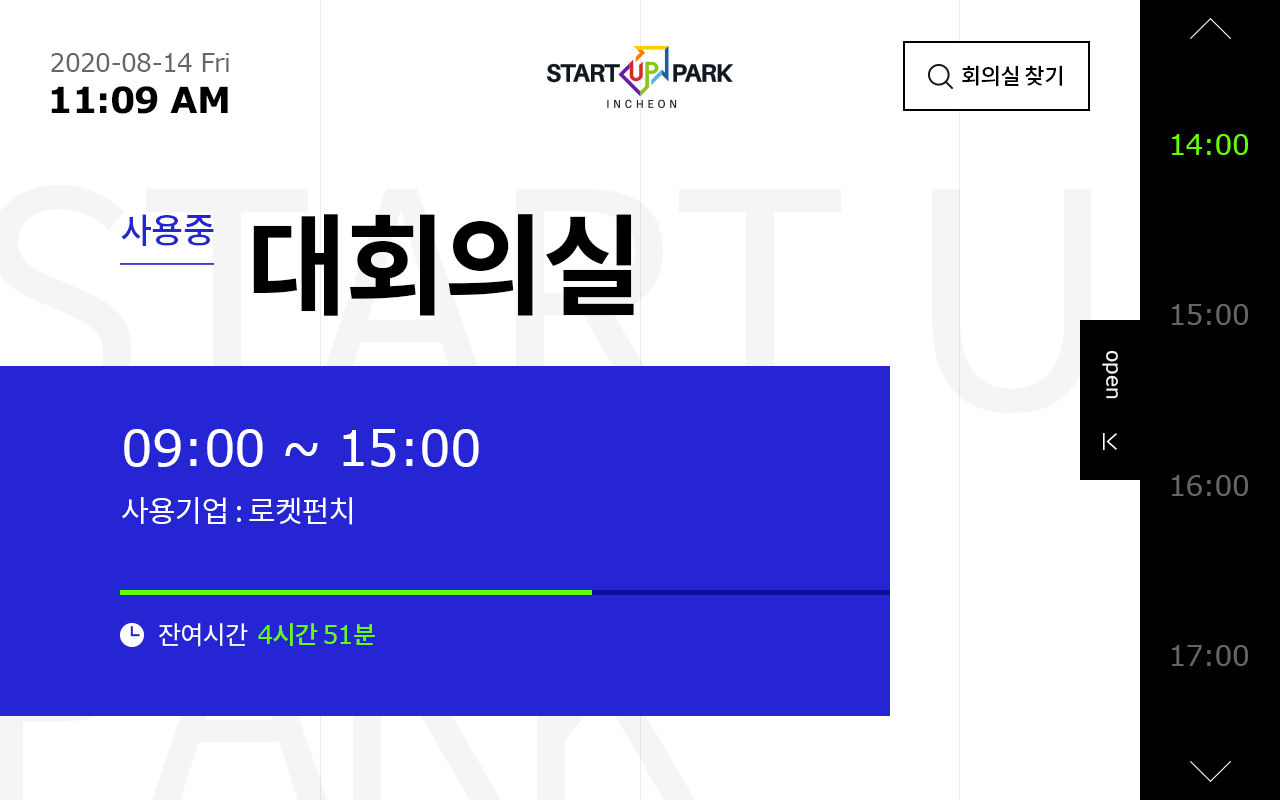 2020-08-14 Fri
11:09 AM
START UP PARK
INCHEON
회의실 찾기
START U
PARK
사용중
대회의실
09:00 ~ 15:00
사용기업 : 로켓펀치
잔여시간 4시간 51분
open
14:00
15:00
16:00
17:00